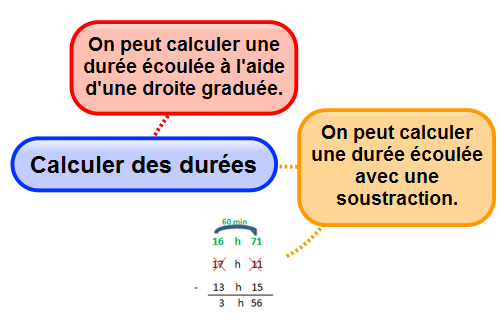 On peut calculer une
durée écoulée à l'aide
d'une droite graduée.
Calculer des durées
On peut calculer
une durée écoulée
avec une
soustraction.
60 min
16 h 71
17 h 11
- 13 h 15
3 h 56